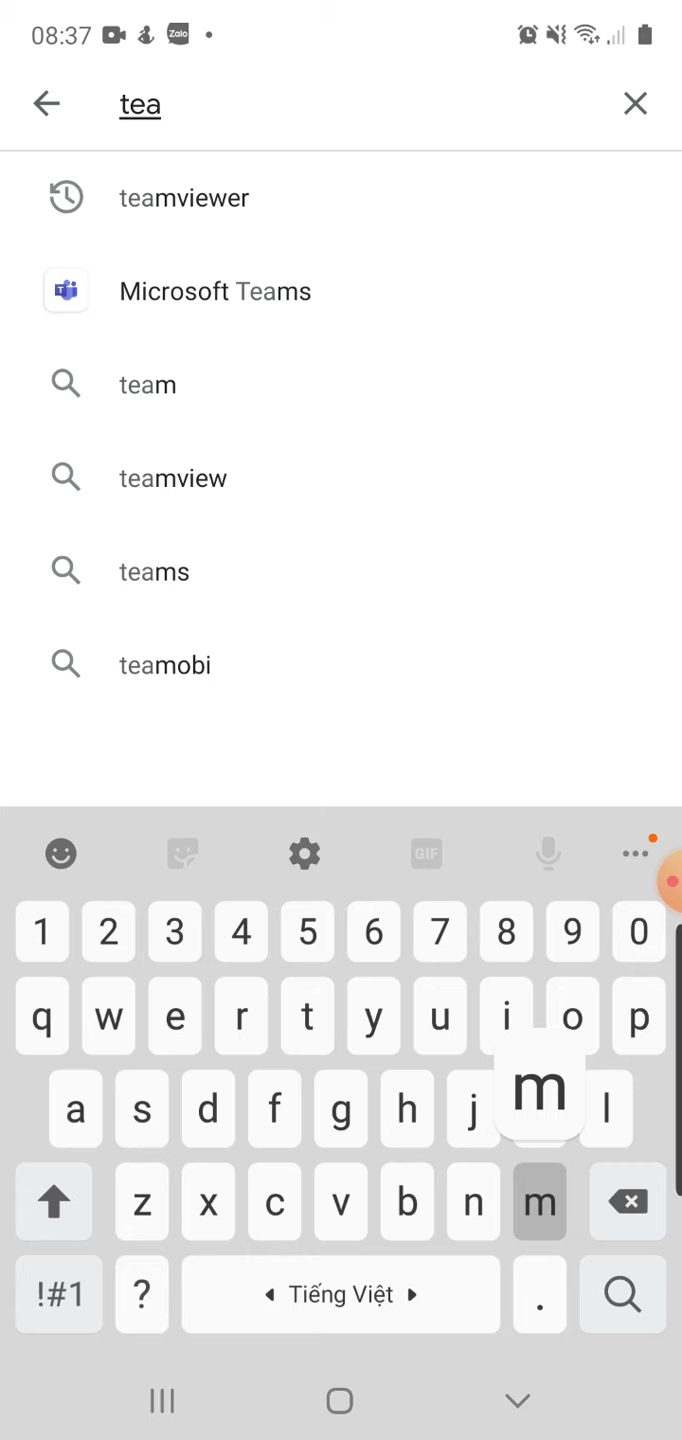 08:37 Zalo
tea
teamviewer
Microsoft Teams
team
teamview
teams
teamobi
GIF
1 2 3 4 5 6 7 8 9 0
q w e r t y u i o p
a s d f g h j l
m
z x c v b n m
!#1 ? Tiếng Việt .